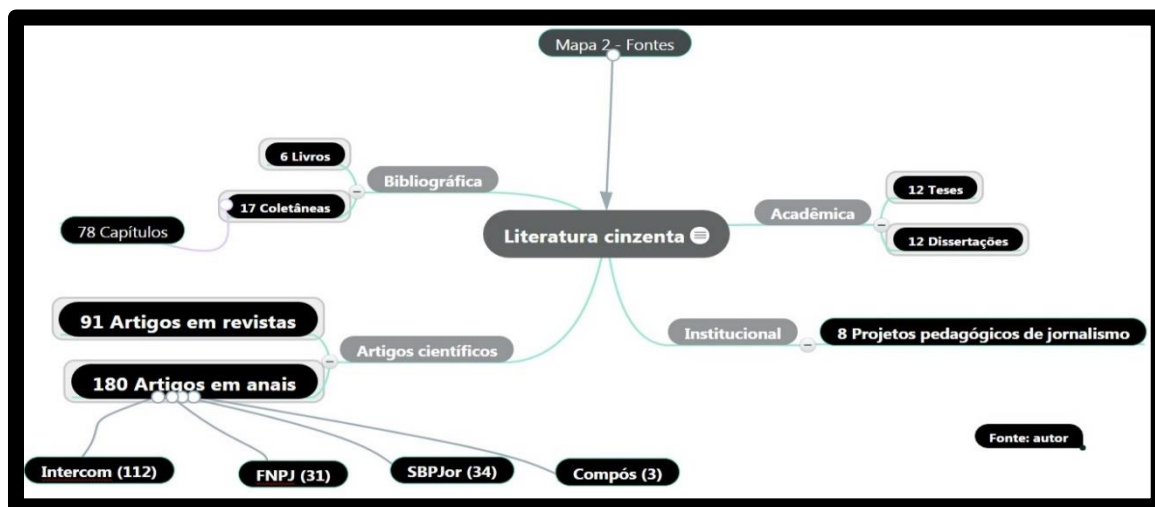 Mapa 2 - Fontes
6 Livros
Bibliográfica
17 Coletâneas
78 Capítulos
Literatura cinzenta
Acadêmica
12 Teses
12 Dissertações
91 Artigos em revistas
Artigos científicos
180 Artigos em anais
Institucional
8 Projetos pedagógicos de jornalismo
Fonte: autor
Intercom (112)
FNPJ (31)
SBPJor (34)
Compós (3)